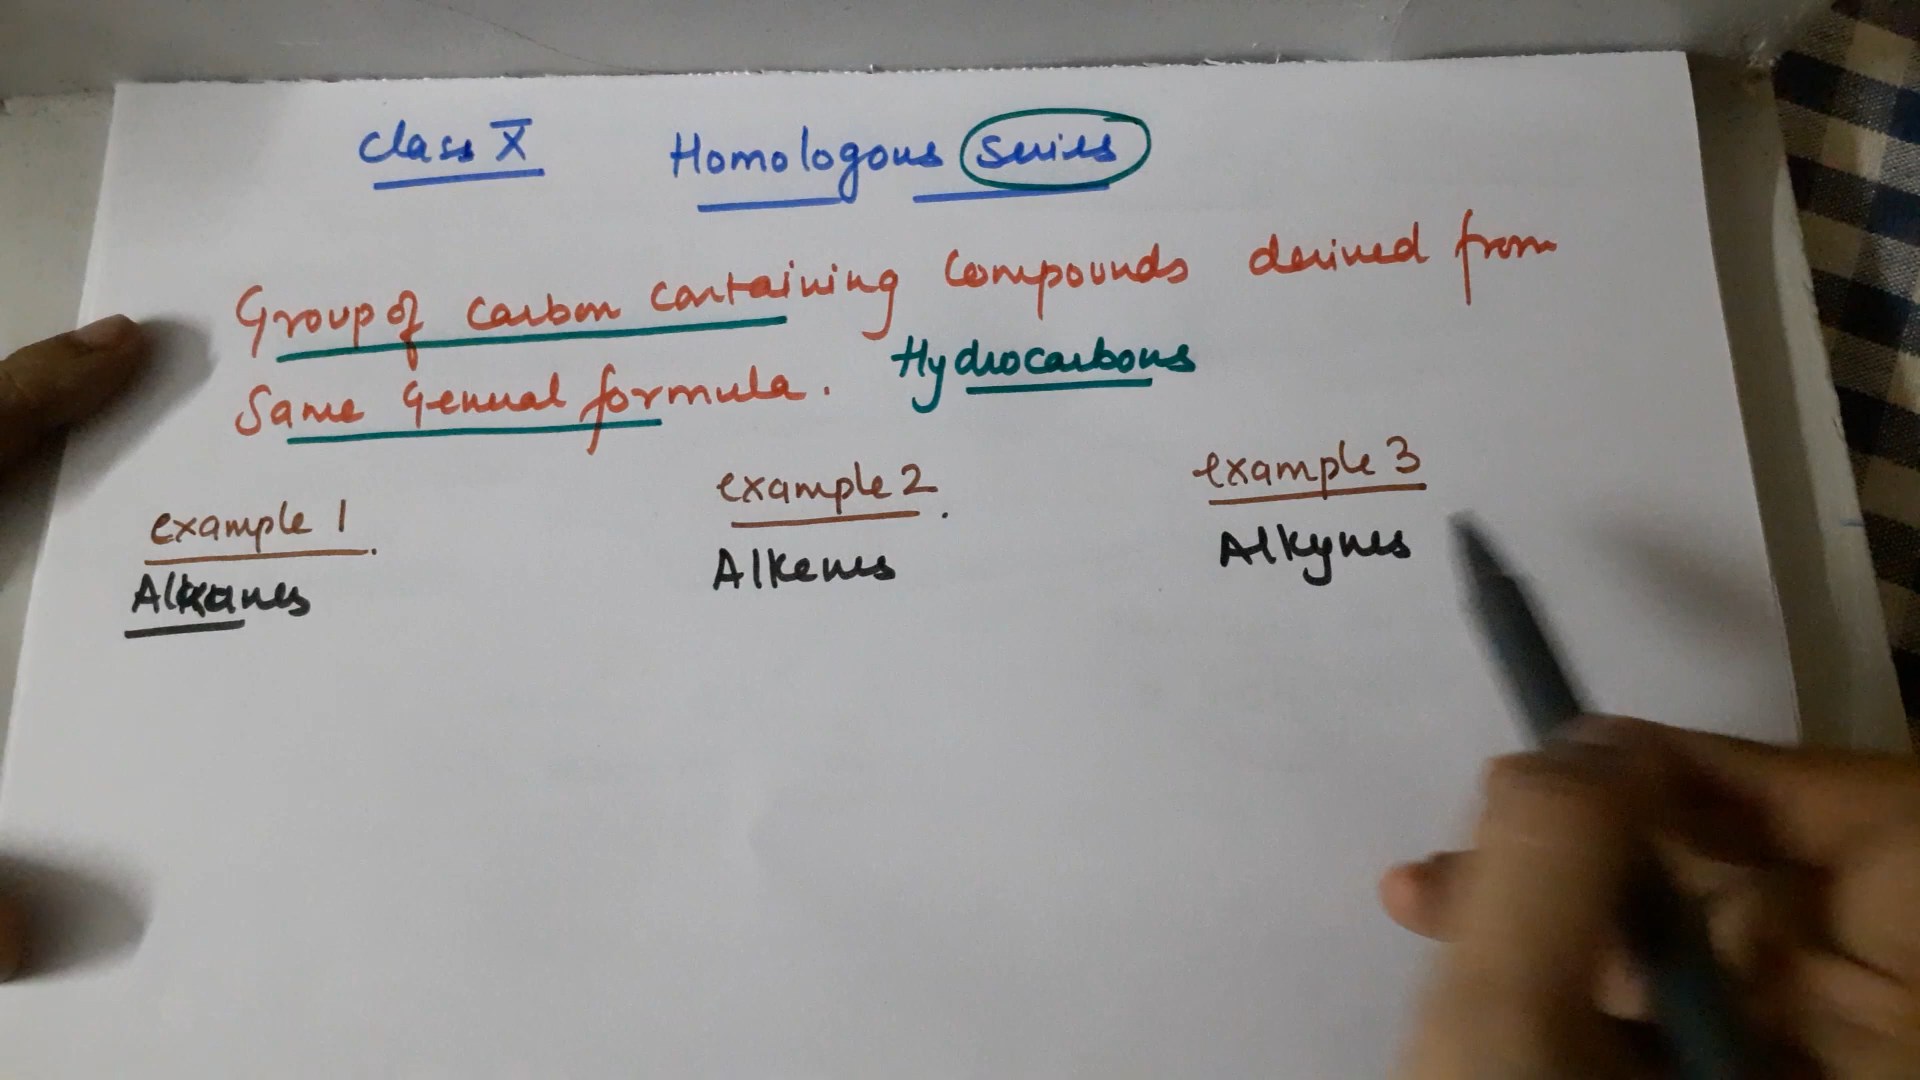 Class X Homologous Series
Group of Carbon Containing Compounds derived from
Same General formula. Hydrocarbons
example 1 example 2 example 3
Alkanes Alkenes Alkynes